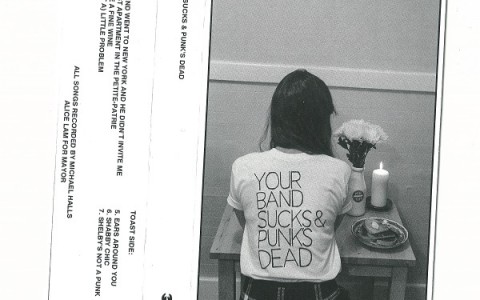 SUCKS & PUNK'S DEAD
ND WENT TO NEW YORK AND HE DIDN'T INVITE ME
T APARTMENT IN THE PETITE-PATRIE
E A FINE WINE
A) LITTLE PROBLEM
TOAST SIDE:
5. EARS AROUND YOU
6. SHABBY CHIC
7. SHELBY'S NOT A PUNK
ALL SONGS RECORDED BY MICHAEL HALLS
ALICE LAM FOR MAYOR
YOUR
BAND
SUCKS &
PUNK'S
DEAD